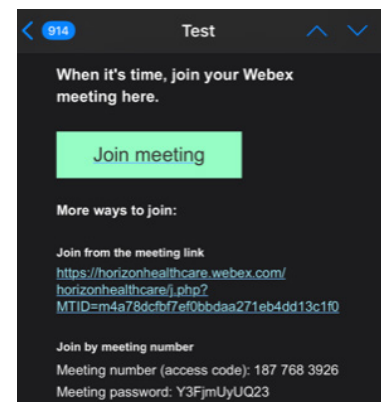 914
Test
When it's time, join your Webex
meeting here.
Join meeting
More ways to join:
Join from the meeting link
https://horizonhealthcare.webex.com/
horizonhealthcare/j.php?
MTID=m4a78dcfbf7ef0bbdaa271eb4dd13c1f0
Join by meeting number
Meeting number (access code): 187 768 3926
Meeting password: Y3FjmUyUQ23